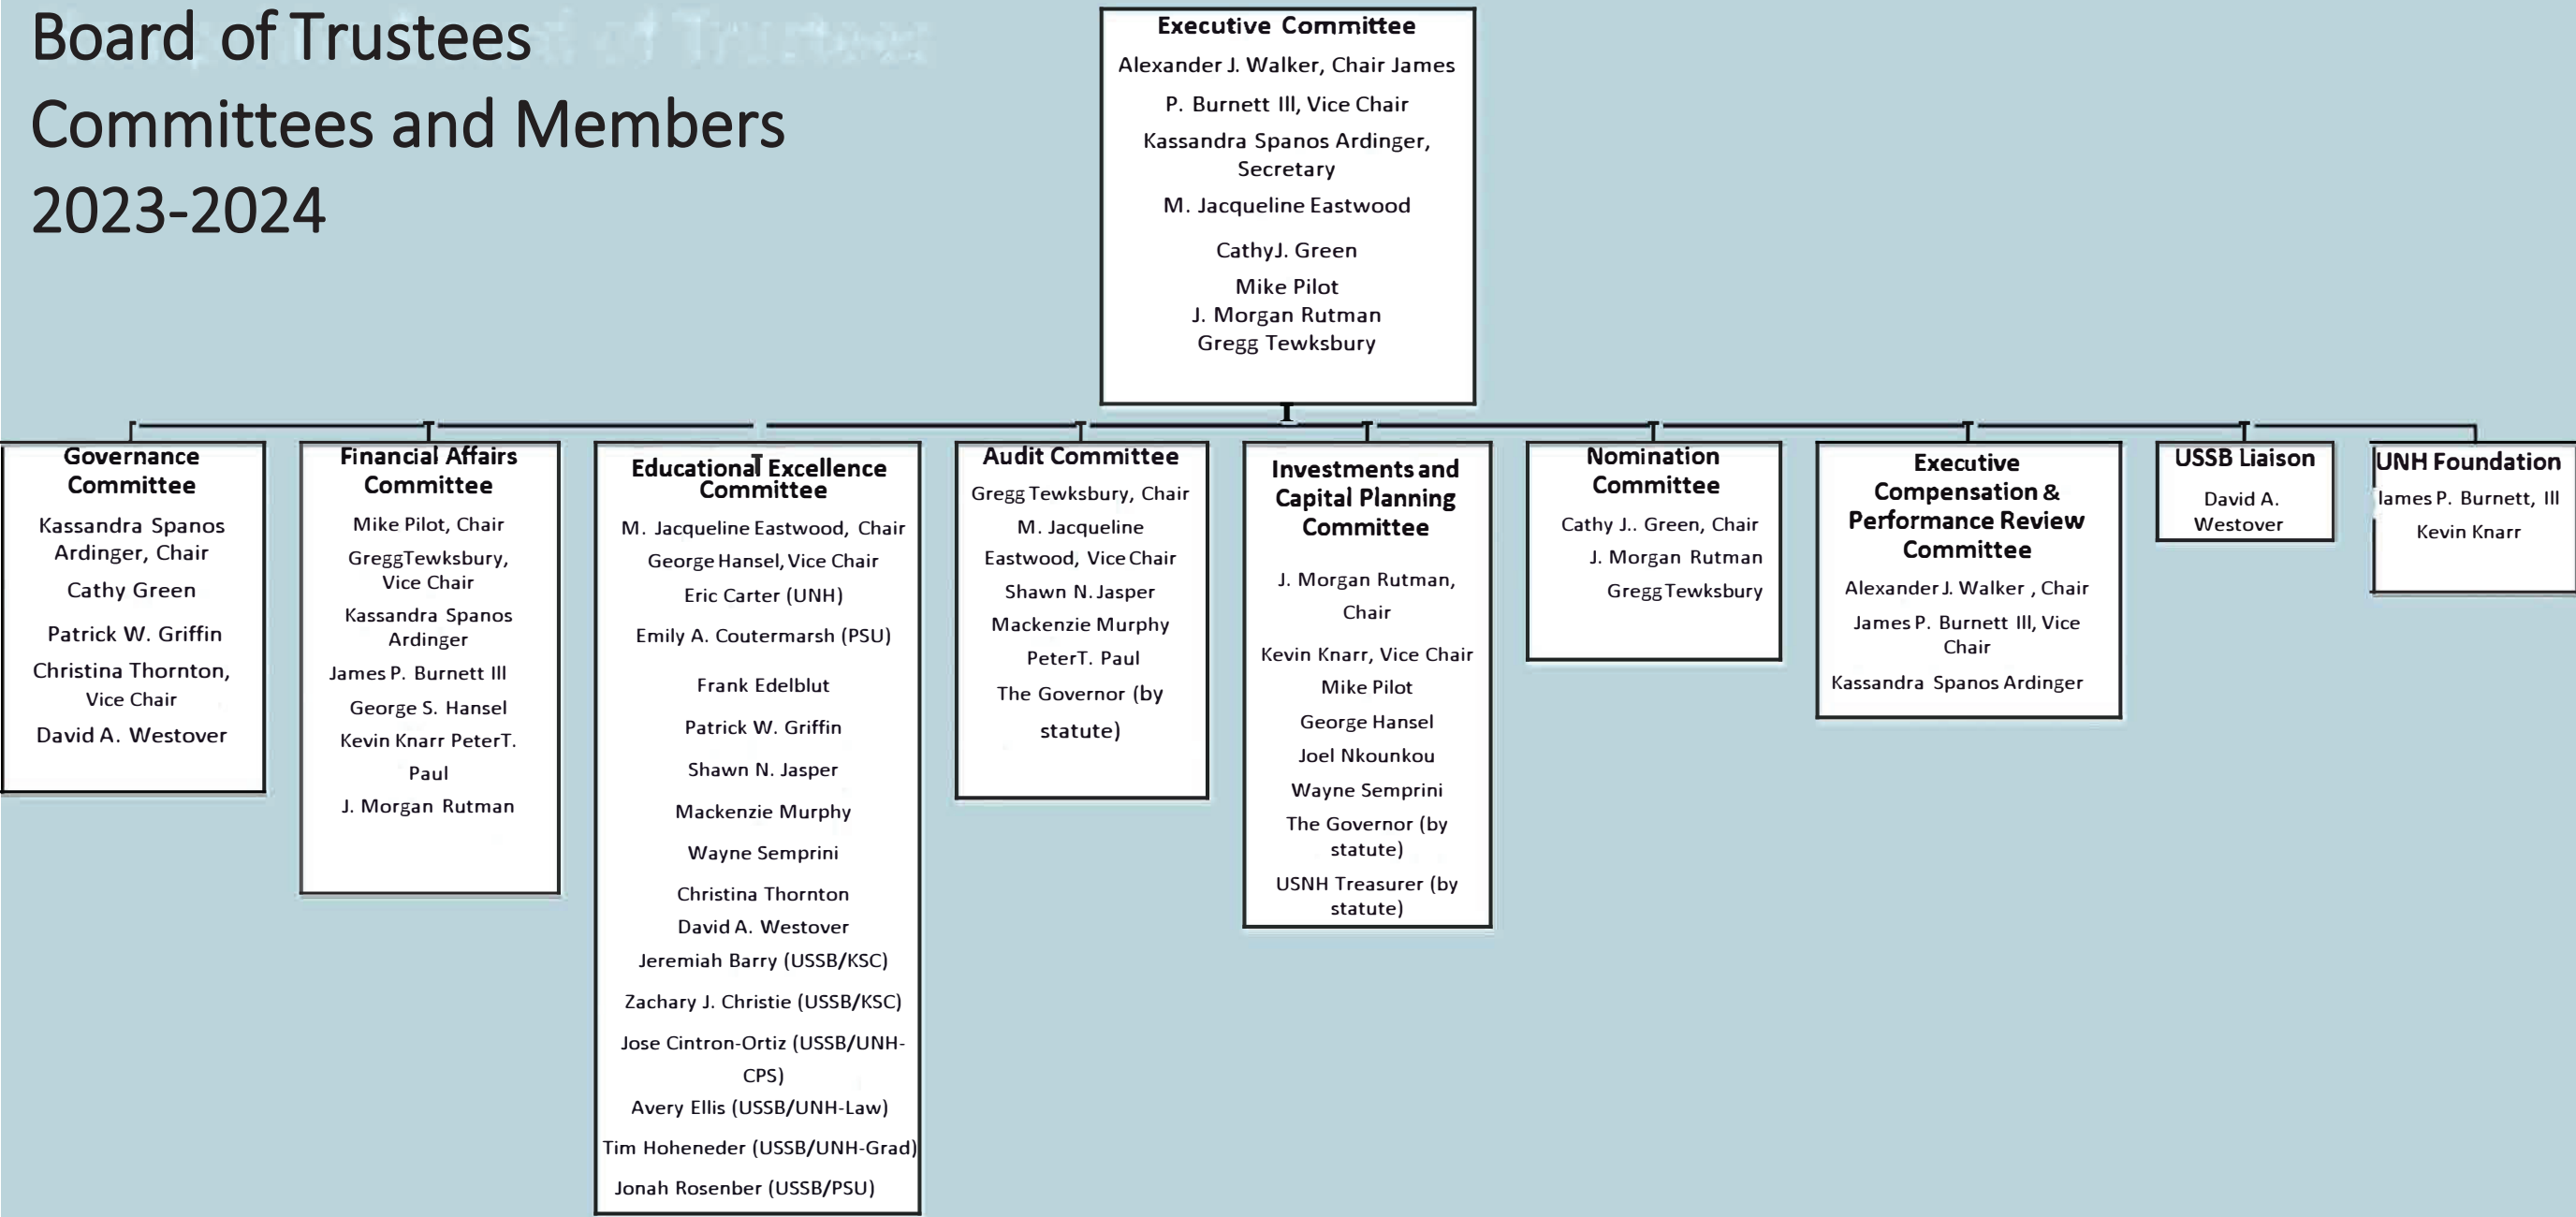 Board of Trustees
Committees and Members
2023-2024
Executive Committee
Alexander J. Walker, Chair James
P. Burnett Ill, Vice Chair
Kassandra Spanos Ardinger,
Secretary
M. Jacqueline Eastwood
CathyJ. Green
Mike Pilot
J. Morgan Rutman
Gregg Tewksbury
Governance
Committee
Kassandra Spanos
Ardinger, Chair
Cathy Green
Patrick W. Griffin
Christina Thornton,
Vice Chair
David A. Westover
Financial Affairs
Committee
Mike Pilot, Chair
GreggTewksbury,
Vice Chair
Kassandra Spanos
Ardinger
James P. Burnett Ill
George S. Hansel
Kevin Knarr PeterT.
Paul
J. Morgan Rutman
Educational Excellence
Committee
M. Jacqueline Eastwood, Chair
George Hansel, Vice Chair
Eric Carter (UNH)
Emily A. Coutermarsh (PSU)
Frank Edelblut
Patrick W. Griffin
Shawn N. Jasper
Mackenzie Murphy
Wayne Semprini
Christina Thornton
David A. Westover
Jeremiah Barry (USSB/KSC)
Zachary J. Christie (USSB/KSC)
Jose Cintron-Ortiz (USSB/UNH-
CPS)
Avery Ellis (USSB/UNH-Law)
Tim Hoheneder (USSB/UNH-Grad)
Jonah Rosenber (USSB/PSU)
Audit Committee
Gregg Tewksbury, Chair
M. Jacqueline
Eastwood, Vice Chair
Shawn N. Jasper
Mackenzie Murphy
PeterT. Paul
The Governor (by
statute)
Investments and
Capital Planning
Committee
J. Morgan Rutman,
Chair
Kevin Knarr, Vice Chair
Mike Pilot
George Hansel
Joel Nkounkou
Wayne Semprini
The Governor (by
statute)
USNH Treasurer (by
statute)
Nomination
Committee
Cathy J.. Green, Chair
J. Morgan Rutman
Gregg Tewksbury
Executive
Compensation &
Performance Review
Committee
Alexander J. Walker , Chair
James P. Burnett Ill, Vice
Chair
Kassandra Spanos Ardinger
USSB Liaison
David A.
Westover
UNH Foundation
James P. Burnett, Ill
Kevin Knarr